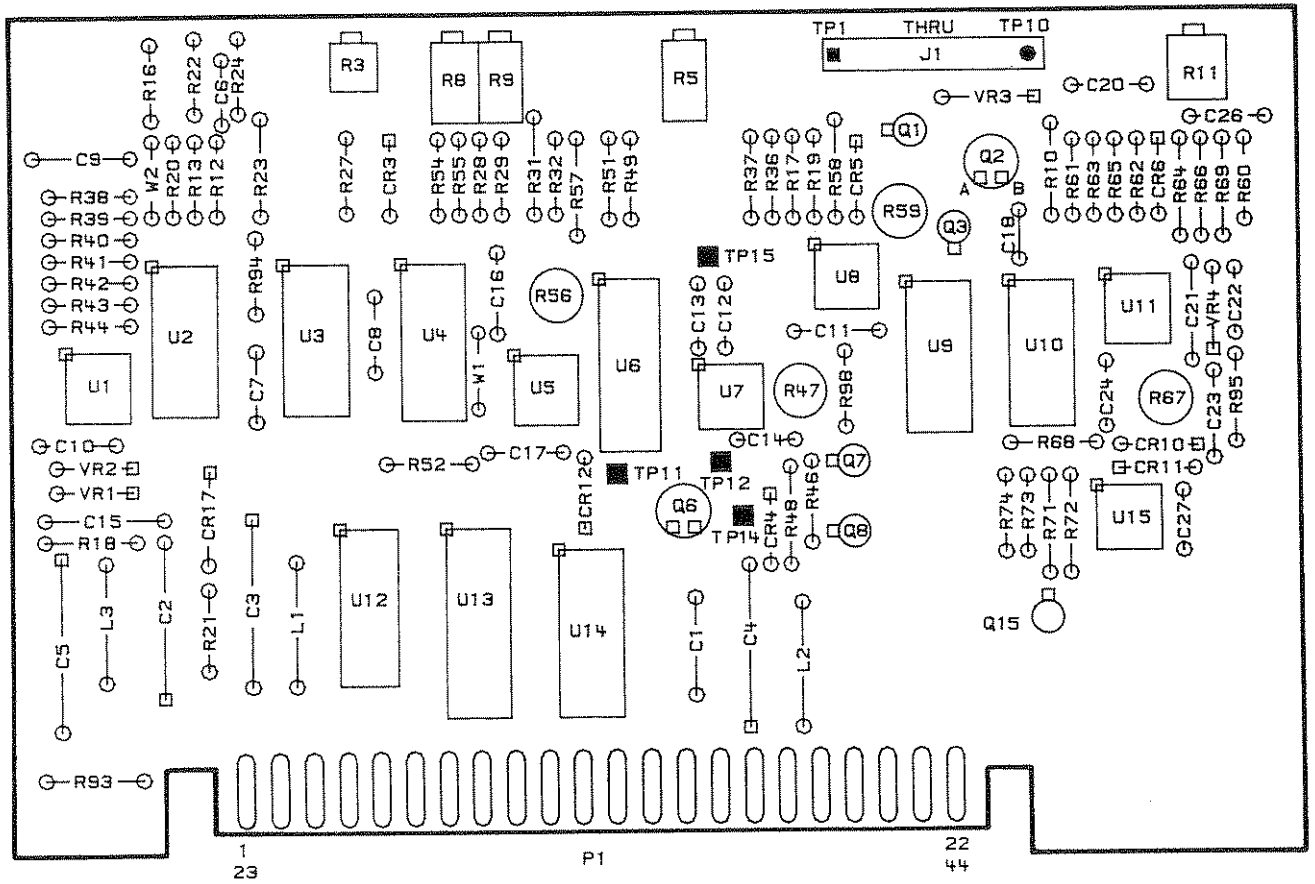 TP1 THRU TP10
J1
R16
R22
C6
R24
R3
R8
R9
R5
R11
VR3
C20
C26
Q1
Q2
A
B
C9
W2
R20
R13
R12
R23
R27
CR3
R54
R55
R28
R29
R31
R32
R57
R51
R49
R37
R36
R17
R19
R58
CR5
R59
Q3
C18
R10
R61
R63
R65
R62
CR6
R64
R66
R69
R60
R38
R39
R40
R41
R42
R43
R44
U2
R94
C7
U3
C8
U4
W1
C16
R56
U5
U6
TP15
C13
C12
U8
C11
U7
R47
R98
U9
U10
U11
C21
VR4
C22
C24
R67
C23
R95
U1
C10
VR2
VR1
C15
R18
CR17
R52
C17
CR12
TP11
C14
TP12
Q6
TP14
CR4
R48
R46
Q7
Q8
R68
CR10
CR11
R74
R73
R71
R72
U15
C27
C5
L3
C2
R21
C3
L1
U12
U13
U14
C1
C4
L2
Q15
R93
1
23
P1
22
44